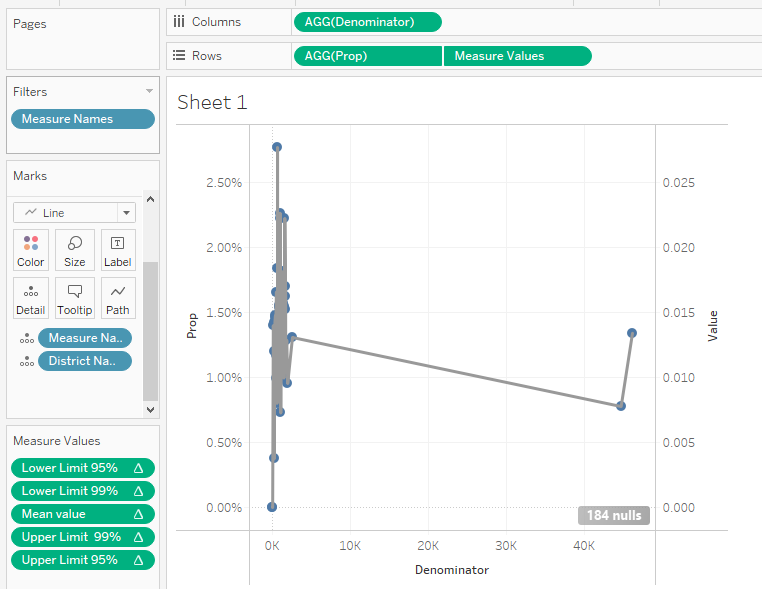 Pages
Columns
AGG(Denominator)
Rows
AGG(Prop)
Measure Values
Filters
Measure Names
Marks
Line
Color
Size
Label
Detail
Tooltip
Path
Measure Na..
District Na..
Measure Values
Lower Limit 95% Δ
Lower Limit 99% Δ
Mean value Δ
Upper Limit  99% Δ
Upper Limit 95% Δ
Sheet 1
2.50%
2.00%
1.50%
1.00%
0.50%
0.00%
Prop
0.025
0.020
0.015
0.010
0.005
0.000
Value
184 nulls
0K 10K 20K 30K 40K
Denominator